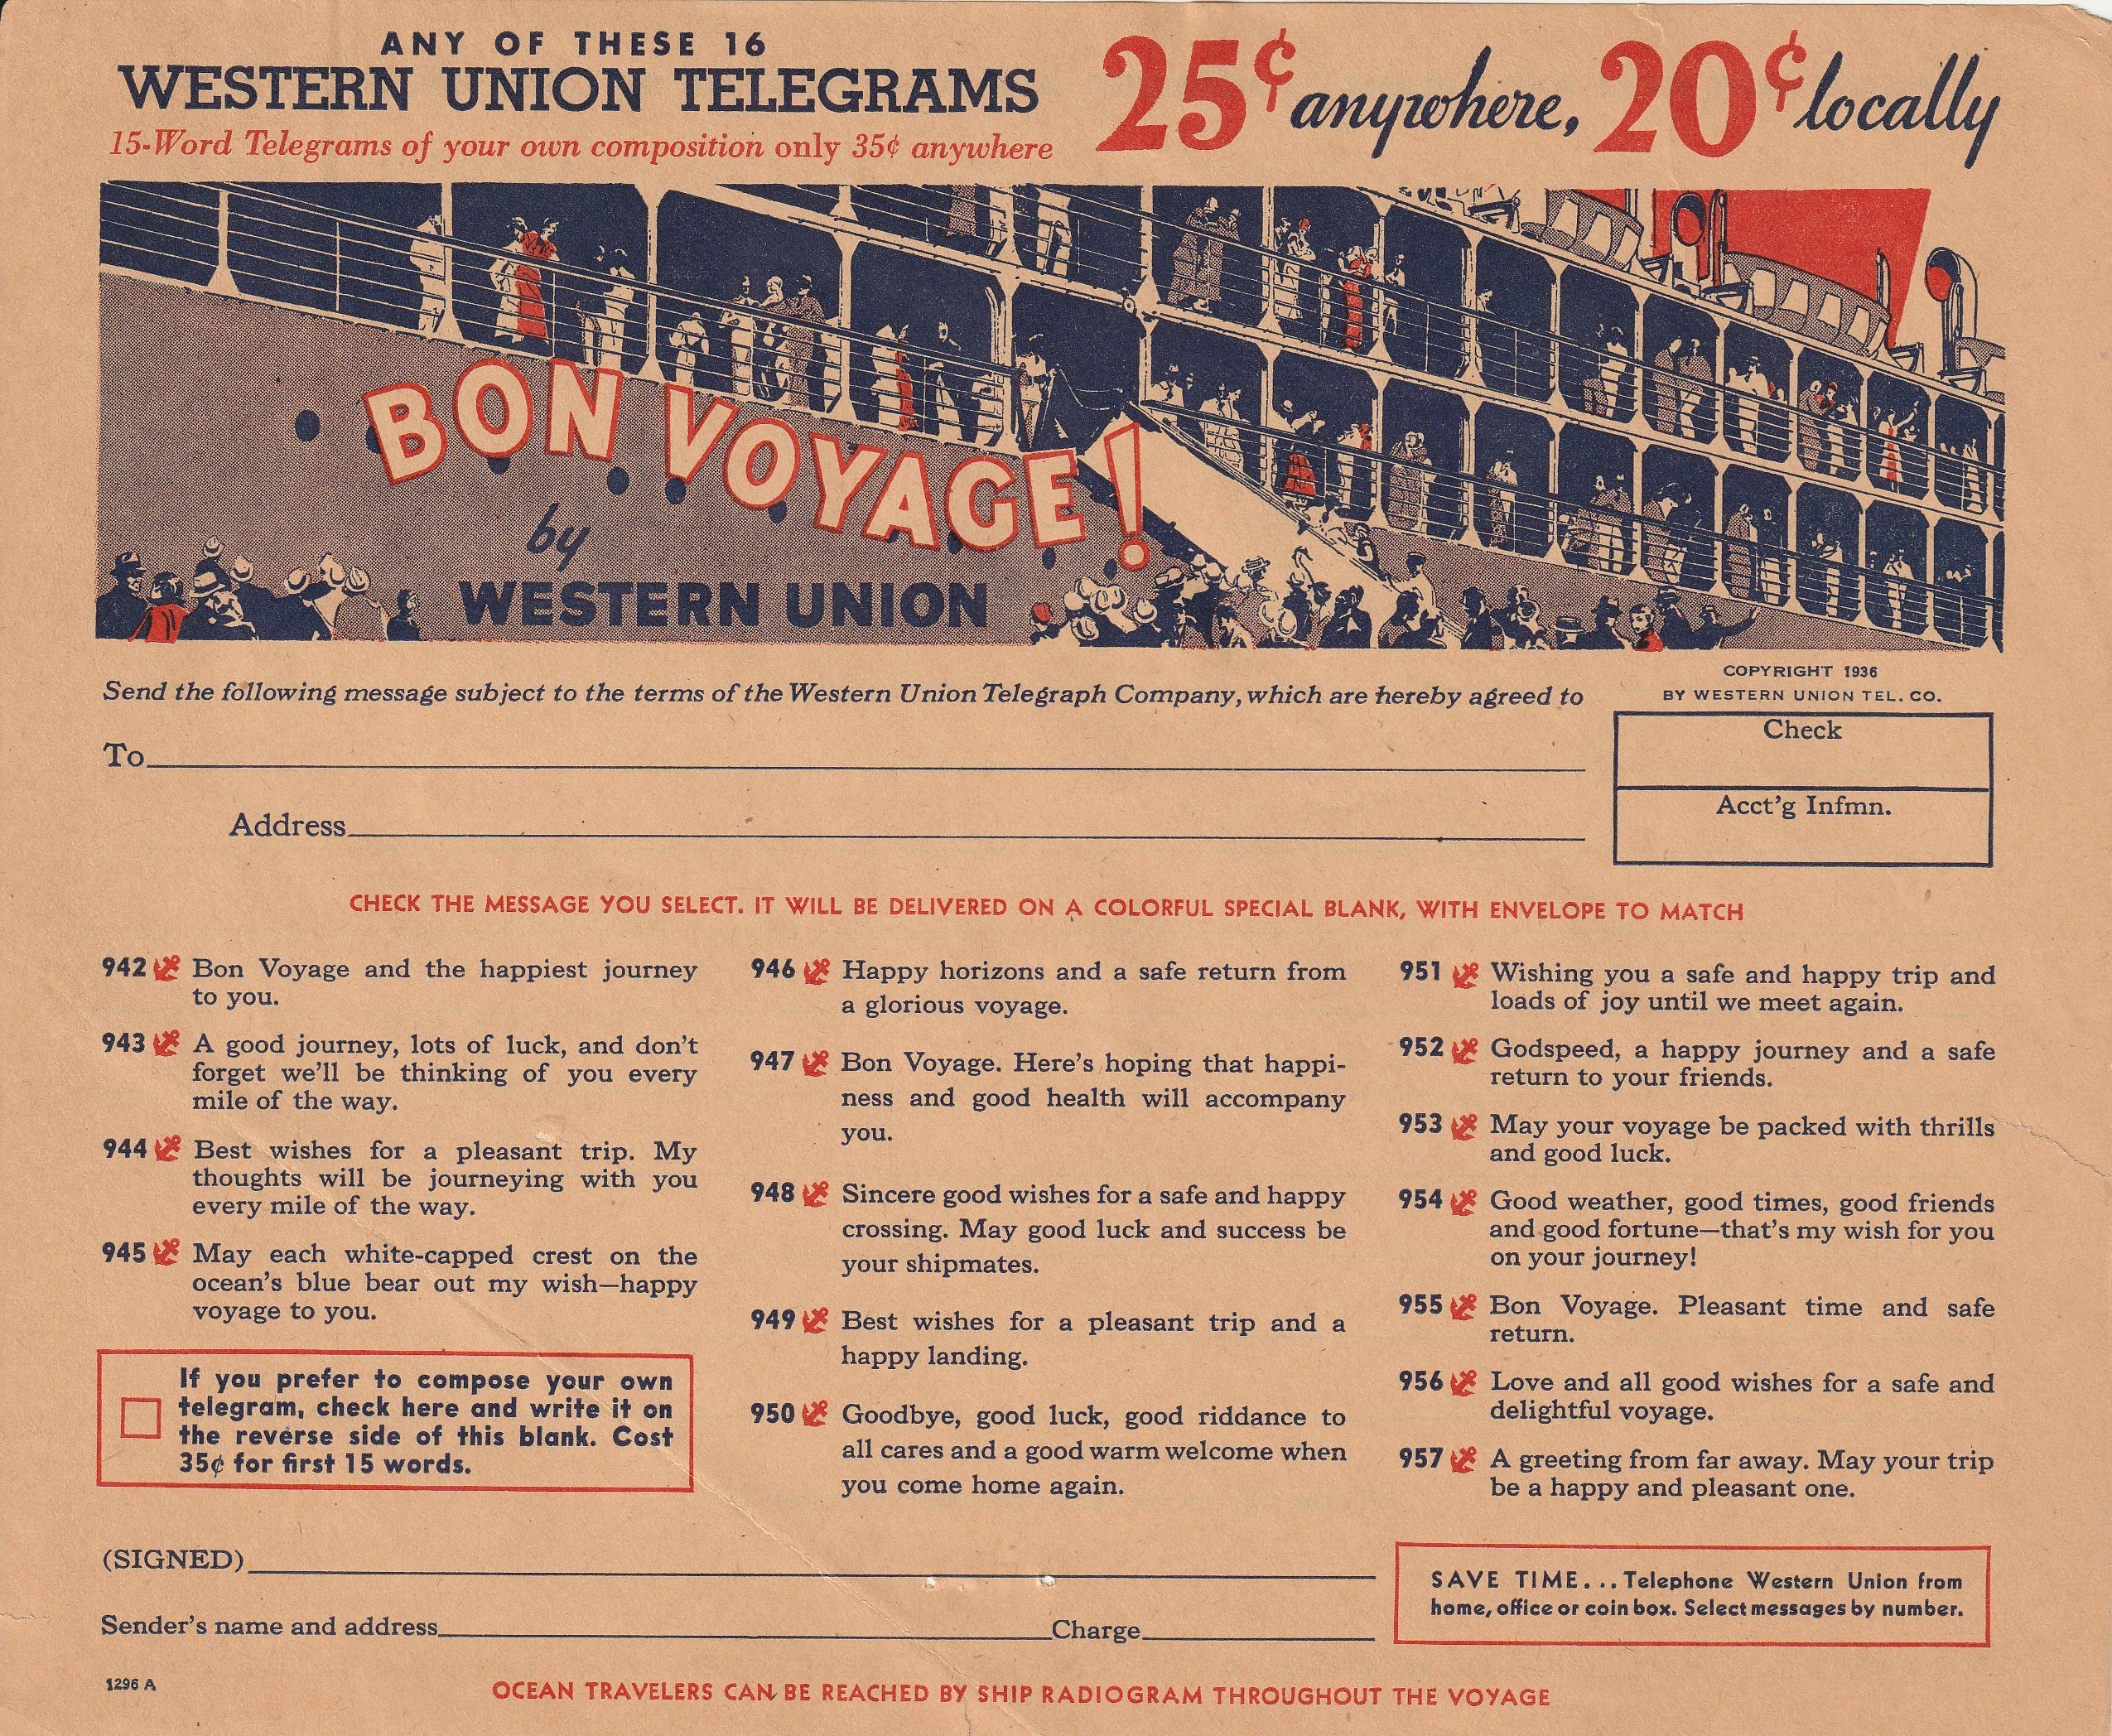 ANY OF THESE 16
WESTERN UNION TELEGRAMS
15-Word Telegrams of your own composition only 35¢ anywhere
25¢ anywhere, 20¢ locally
BON VOYAGE!
by
WESTERN UNION
COPYRIGHT 1936
BY WESTERN UNION TEL. CO.
Send the following message subject to the terms of the Western Union Telegraph Company, which are hereby agreed to
To
Address
Check
Acct'g Infmn.
CHECK THE MESSAGE YOU SELECT. IT WILL BE DELIVERED ON A COLORFUL SPECIAL BLANK, WITH ENVELOPE TO MATCH
942 Bon Voyage and the happiest journey
to you.
943 A good journey, lots of luck, and don't
forget we'll be thinking of you every
mile of the way.
944 Best wishes for a pleasant trip. My
thoughts will be journeying with you
every mile of the way.
945 May each white-capped crest on the
ocean's blue bear out my wish—happy
voyage to you.
If you prefer to compose your own
telegram, check here and write it on
the reverse side of this blank. Cost
35¢ for first 15 words.
946 Happy horizons and a safe return from
a glorious voyage.
947 Bon Voyage. Here's hoping that happi-
ness and good health will accompany
you.
948 Sincere good wishes for a safe and happy
crossing. May good luck and success be
your shipmates.
949 Best wishes for a pleasant trip and a
happy landing.
950 Goodbye, good luck, good riddance to
all cares and a good warm welcome when
you come home again.
951 Wishing you a safe and happy trip and
loads of joy until we meet again.
952 Godspeed, a happy journey and a safe
return to your friends.
953 May your voyage be packed with thrills
and good luck.
954 Good weather, good times, good friends
and good fortune—that's my wish for you
on your journey!
955 Bon Voyage. Pleasant time and safe
return.
956 Love and all good wishes for a safe and
delightful voyage.
957 A greeting from far away. May your trip
be a happy and pleasant one.
(SIGNED)
Sender's name and address Charge
SAVE TIME... Telephone Western Union from
home, office or coin box. Select messages by number.
1296 A
OCEAN TRAVELERS CAN BE REACHED BY SHIP RADIOGRAM THROUGHOUT THE VOYAGE